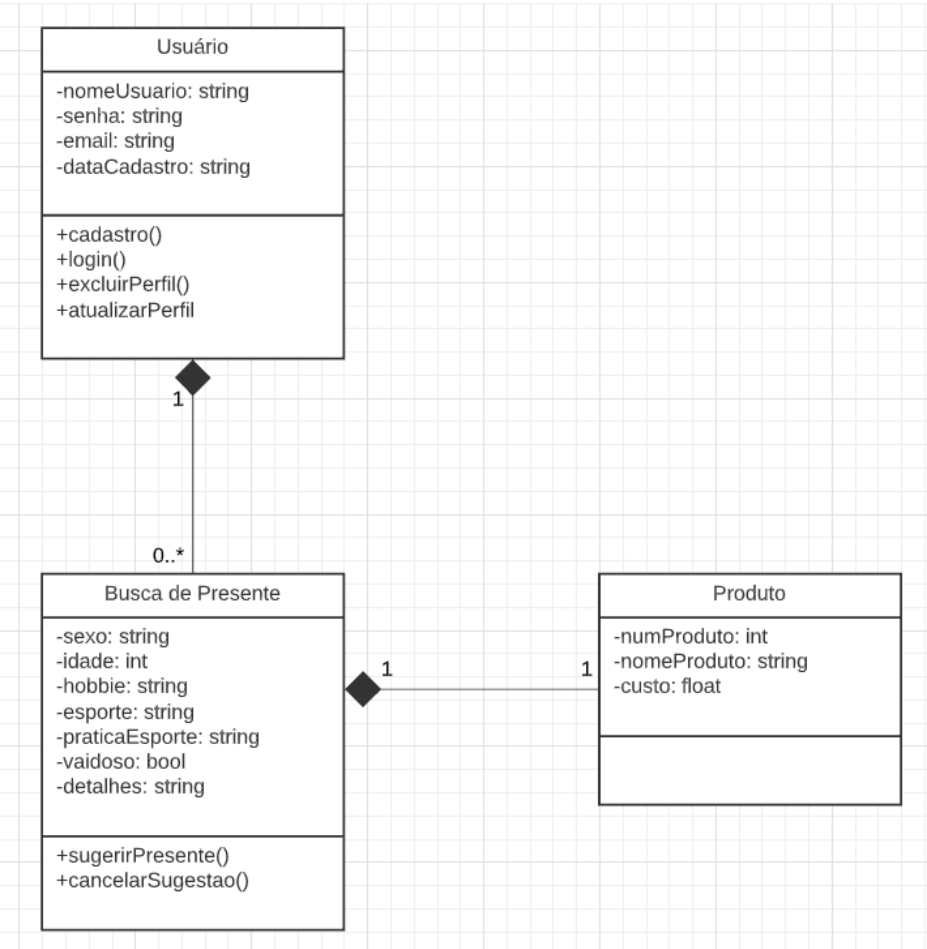 Usuário
-nomeUsuario: string
-senha: string
-email: string
-dataCadastro: string
+cadastro()
+login()
+excluirPerfil()
+atualizarPerfil
1
0..*
Busca de Presente
-sexo: string
-idade: int
-hobbie: string
-esporte: string
-praticaEsporte: string
-vaidoso: bool
-detalhes: string
+sugerirPresente()
+cancelarSugestao()
1
1
Produto
-numProduto: int
-nomeProduto: string
-custo: float